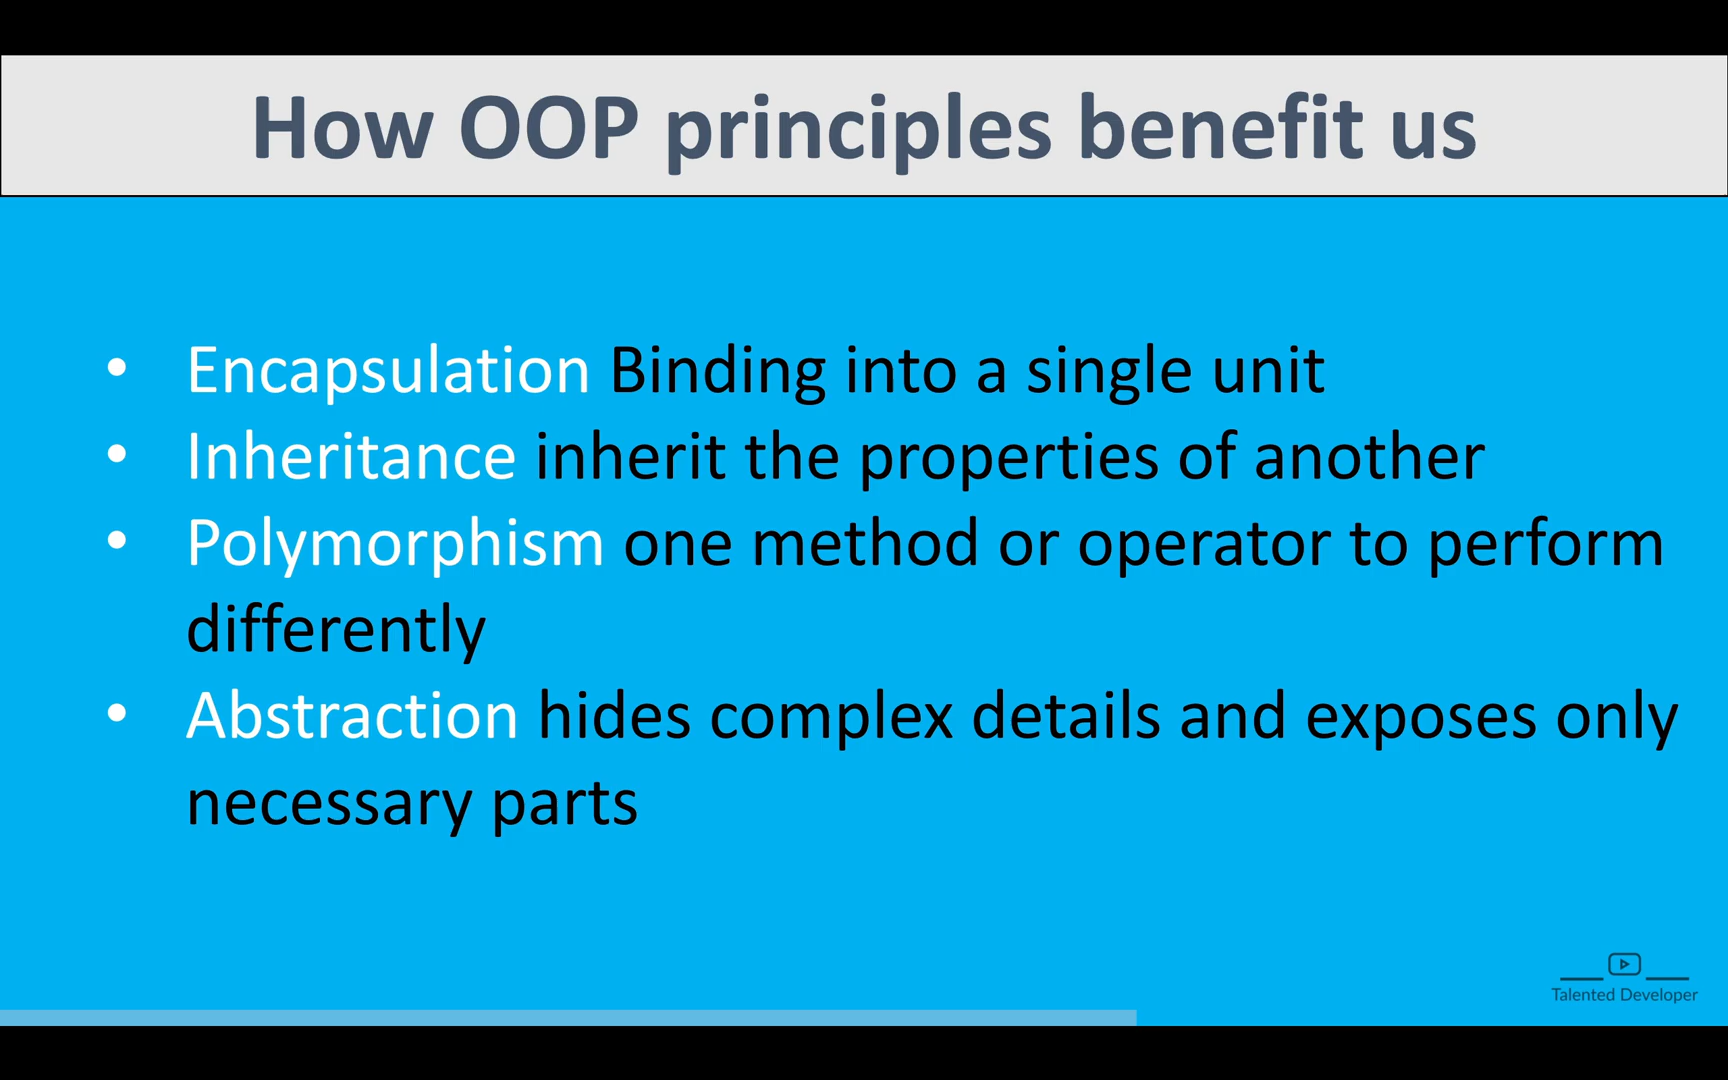 How OOP principles benefit us
• Encapsulation Binding into a single unit
• Inheritance inherit the properties of another
• Polymorphism one method or operator to perform
differently
• Abstraction hides complex details and exposes only
necessary parts
Talented Developer